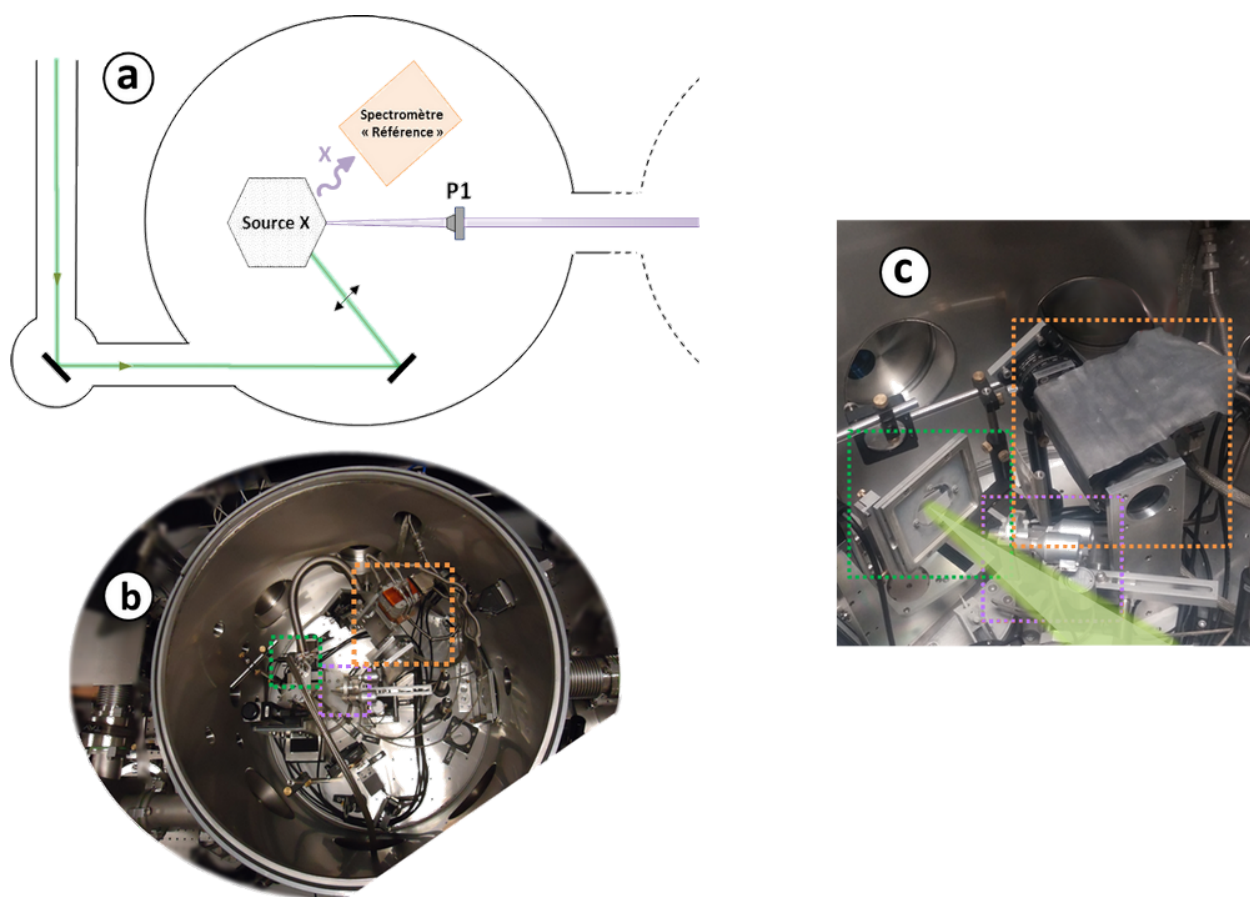 a
Spectromètre
« Référence »
X
P1
Source X
c
b